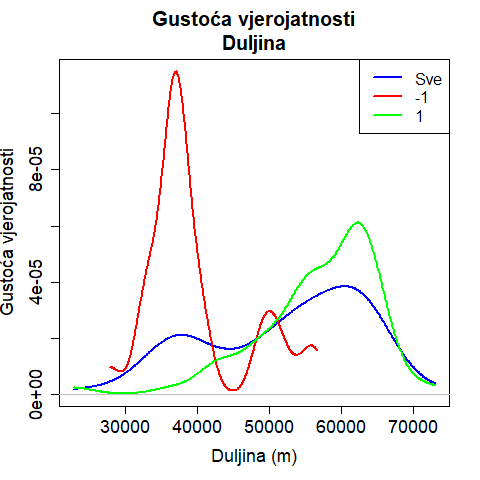 Gustoća vjerojatnosti
Duljina
Sve
-1
1
Gustoća vjerojatnosti
8e-05
4e-05
0e+00
30000 40000 50000 60000 70000
Duljina (m)